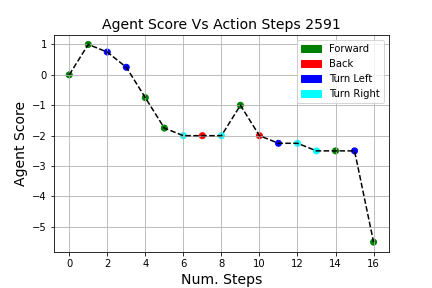 Agent Score Vs Action Steps 2591
Forward
Back
Turn Left
Turn Right
Agent Score
1
0
−1
−2
−3
−4
−5
0 2 4 6 8 10 12 14 16
Num. Steps